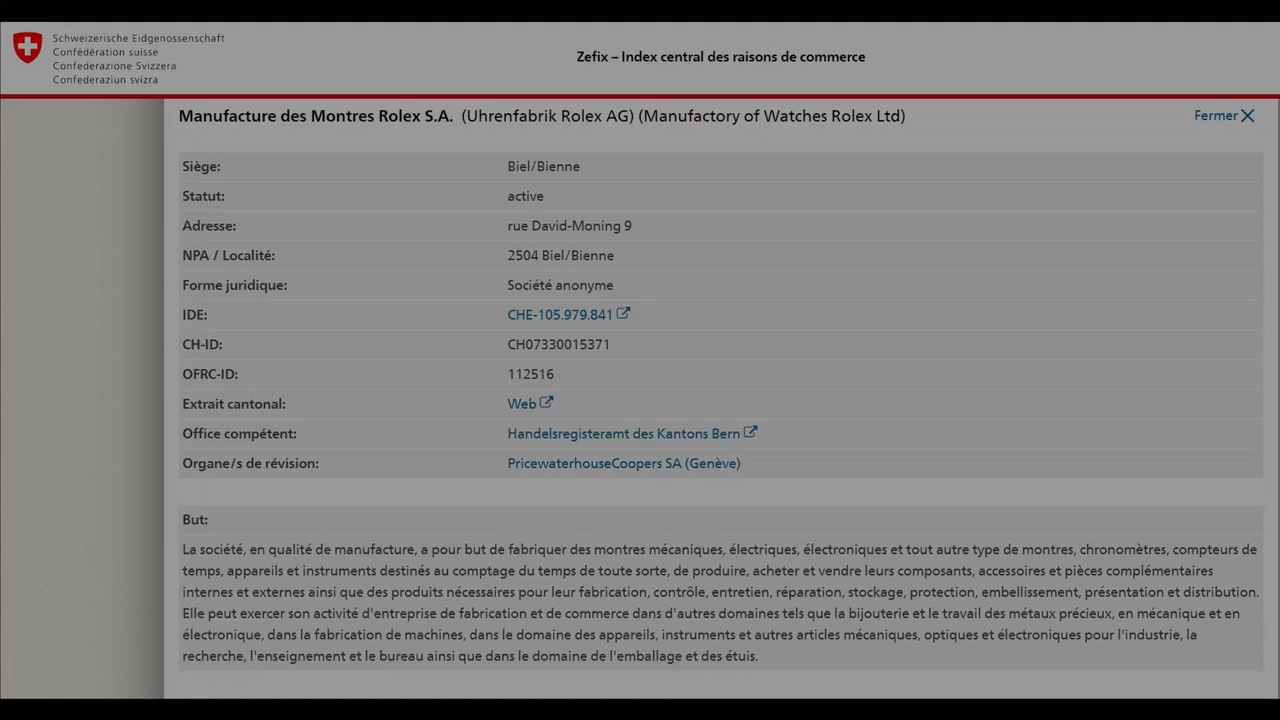 Schweizerische Eidgenossenschaft
Confédération suisse
Confederazione Svizzera
Confederaziun svizra
Zefix – Index central des raisons de commerce
Manufacture des Montres Rolex S.A. (Uhrenfabrik Rolex AG) (Manufactory of Watches Rolex Ltd)
Fermer
Siège: Biel/Bienne
Statut: active
Adresse: rue David-Moning 9
NPA / Localité: 2504 Biel/Bienne
Forme juridique: Société anonyme
IDE: CHE-105.979.841
CH-ID: CH07330015371
OFRC-ID: 112516
Extrait cantonal: Web
Office compétent: Handelsregisteramt des Kantons Bern
Organe/s de révision: PricewaterhouseCoopers SA (Genève)
But:
La société, en qualité de manufacture, a pour but de fabriquer des montres mécaniques, électriques, électroniques et tout autre type de montres, chronomètres, compteurs de
temps, appareils et instruments destinés au comptage du temps de toute sorte, de produire, acheter et vendre leurs composants, accessoires et pièces complémentaires
internes et externes ainsi que des produits nécessaires pour leur fabrication, contrôle, entretien, réparation, stockage, protection, embellissement, présentation et distribution.
Elle peut exercer son activité d'entreprise de fabrication et de commerce dans d'autres domaines tels que la bijouterie et le travail des métaux précieux, en mécanique et en
électronique, dans la fabrication de machines, dans le domaine des appareils, instruments et autres articles mécaniques, optiques et électroniques pour l'industrie, la
recherche, l'enseignement et le bureau ainsi que dans le domaine de l'emballage et des étuis.